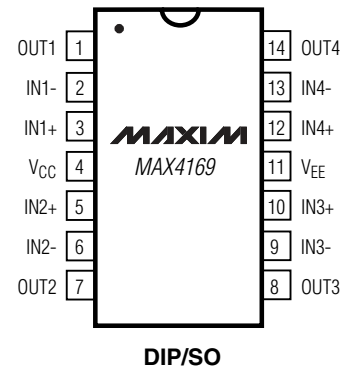 OUT1 1 14 OUT4
IN1- 2 13 IN4-
IN1+ 3 12 IN4+
MAXIM
VCC 4 MAX4169 11 VEE
IN2+ 5 10 IN3+
IN2- 6 9 IN3-
OUT2 7 8 OUT3
DIP/SO